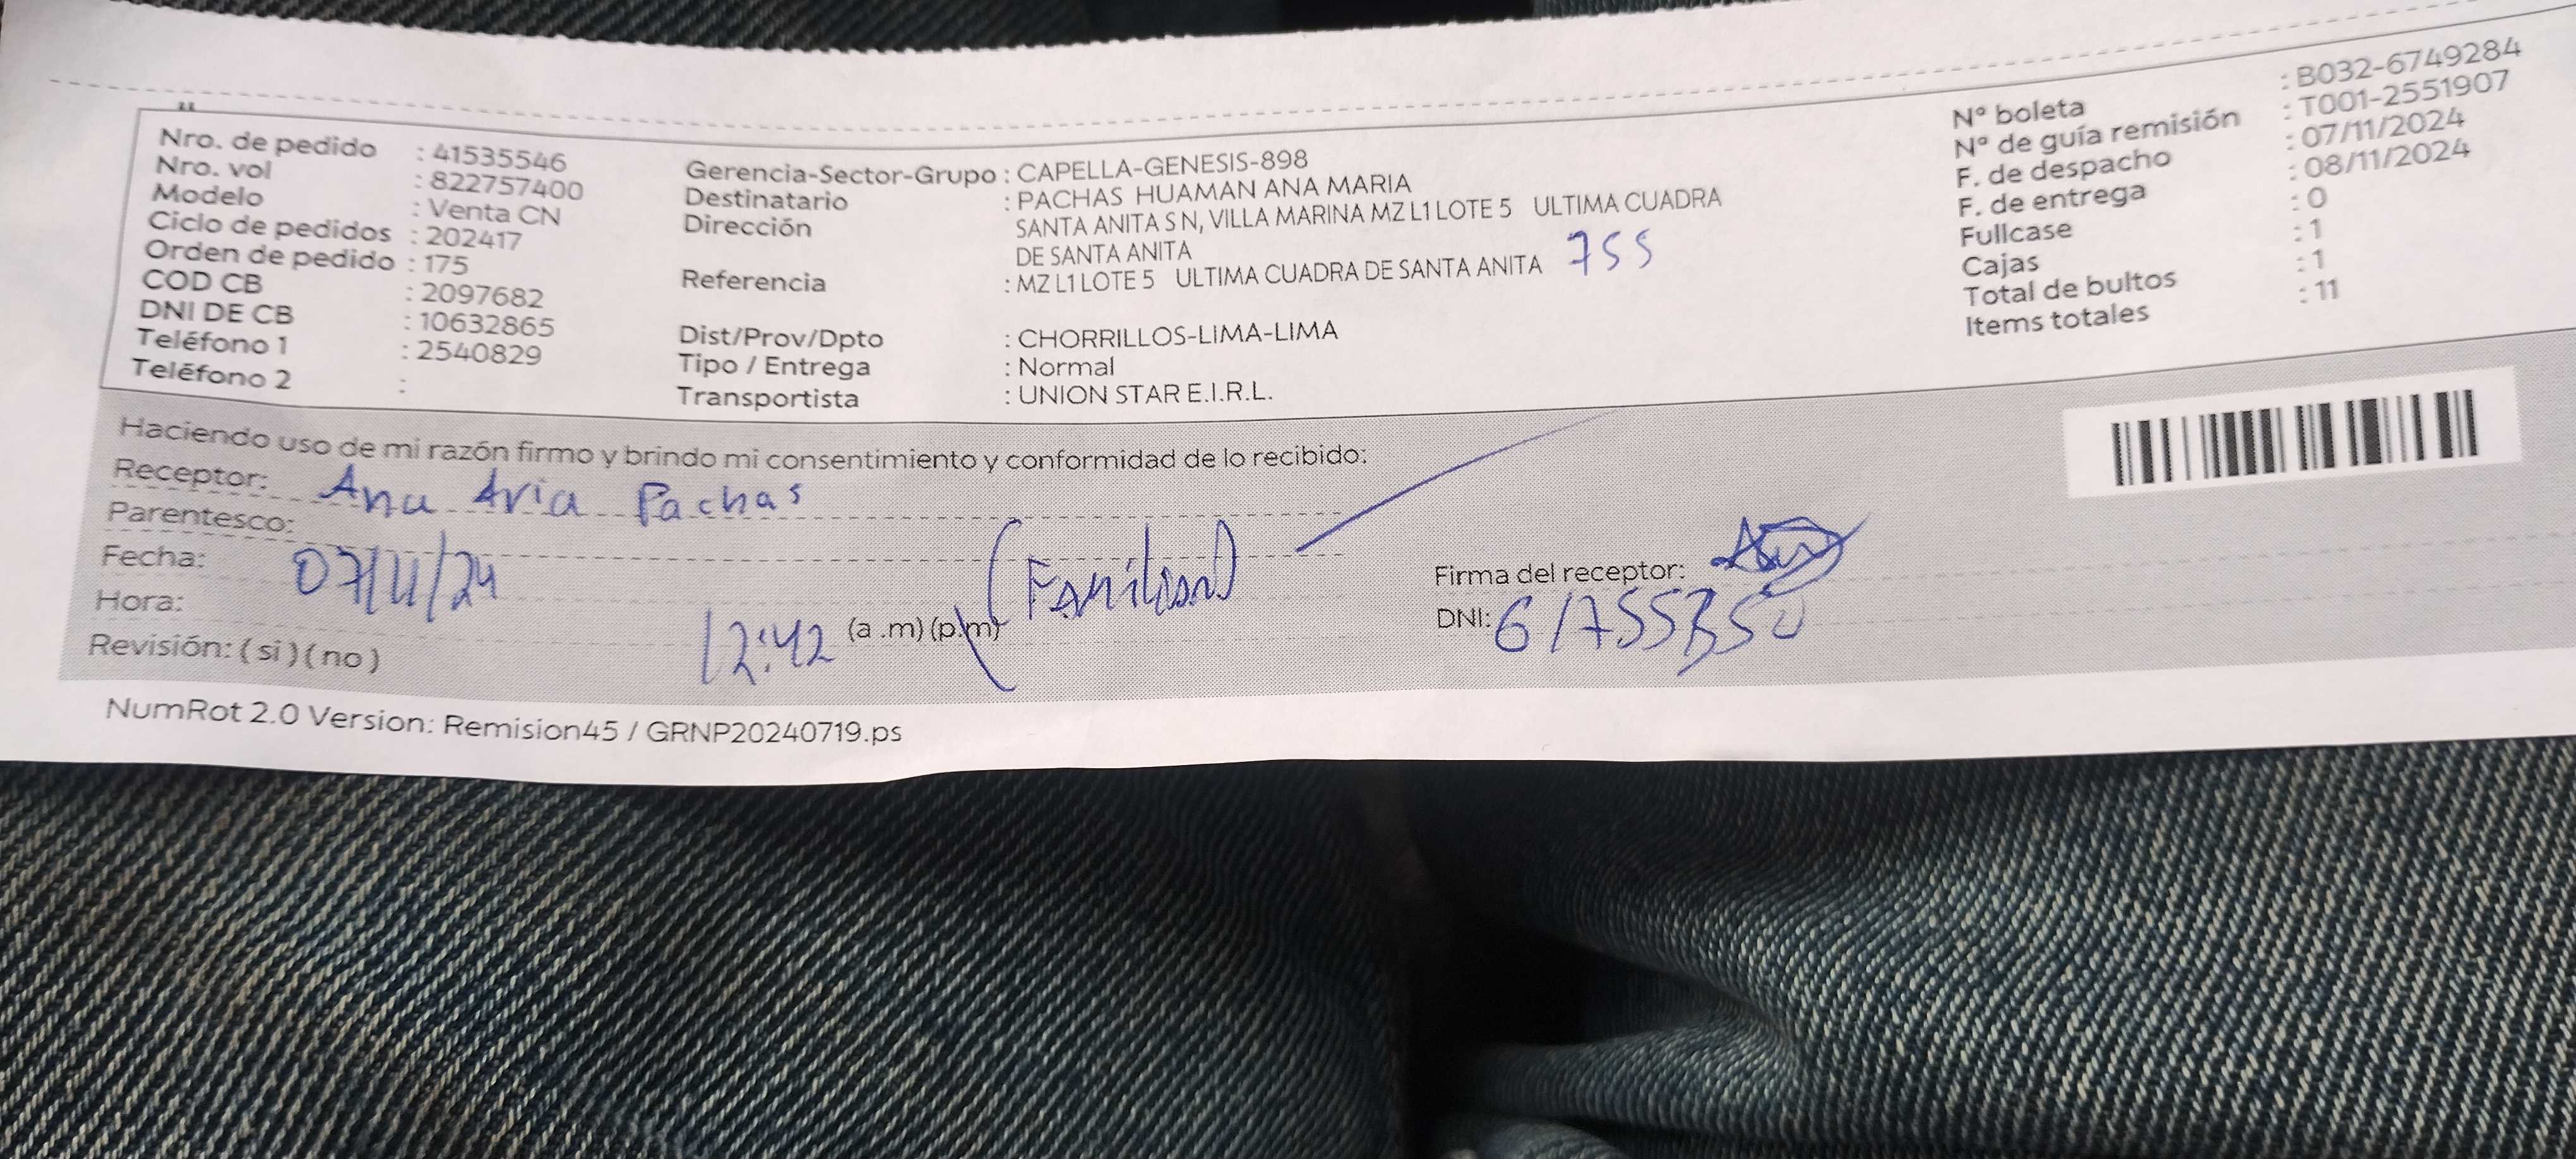 Nro. de pedido : 41535546
Nro. vol : 822757400
Modelo : Venta CN
Ciclo de pedidos : 202417
Orden de pedido : 175
COD CB : 2097682
DNI DE CB : 10632865
Teléfono 1 : 2540829
Teléfono 2 :
Gerencia-Sector-Grupo : CAPELLA-GENESIS-898
Destinatario : PACHAS HUAMAN ANA MARIA
Dirección SANTA ANITA S N, VILLA MARINA MZ L1 LOTE 5 ULTIMA CUADRA
DE SANTA ANITA
Referencia : MZ L1 LOTE 5 ULTIMA CUADRA DE SANTA ANITA 755
Dist/Prov/Dpto : CHORRILLOS-LIMA-LIMA
Tipo / Entrega : Normal
Transportista : UNION STAR E.I.R.L.
N° boleta : B032-6749284
N° de guía remisión : T001-2551907
F. de despacho : 07/11/2024
F. de entrega : 08/11/2024
Fullcase : 0
Cajas : 1
Total de bultos : 1
Items totales : 11
Haciendo uso de mi razón firmo y brindo mi consentimiento y conformidad de lo recibido:
Receptor: Ana Aria Pachas
Parentesco:
Fecha: 07/11/24
Hora: 12:42 (a .m) (p.m)
Revisión: ( si ) ( no )
Firma del receptor:
DNI:
NumRot 2.0 Version: Remision45 / GRNP20240719.ps